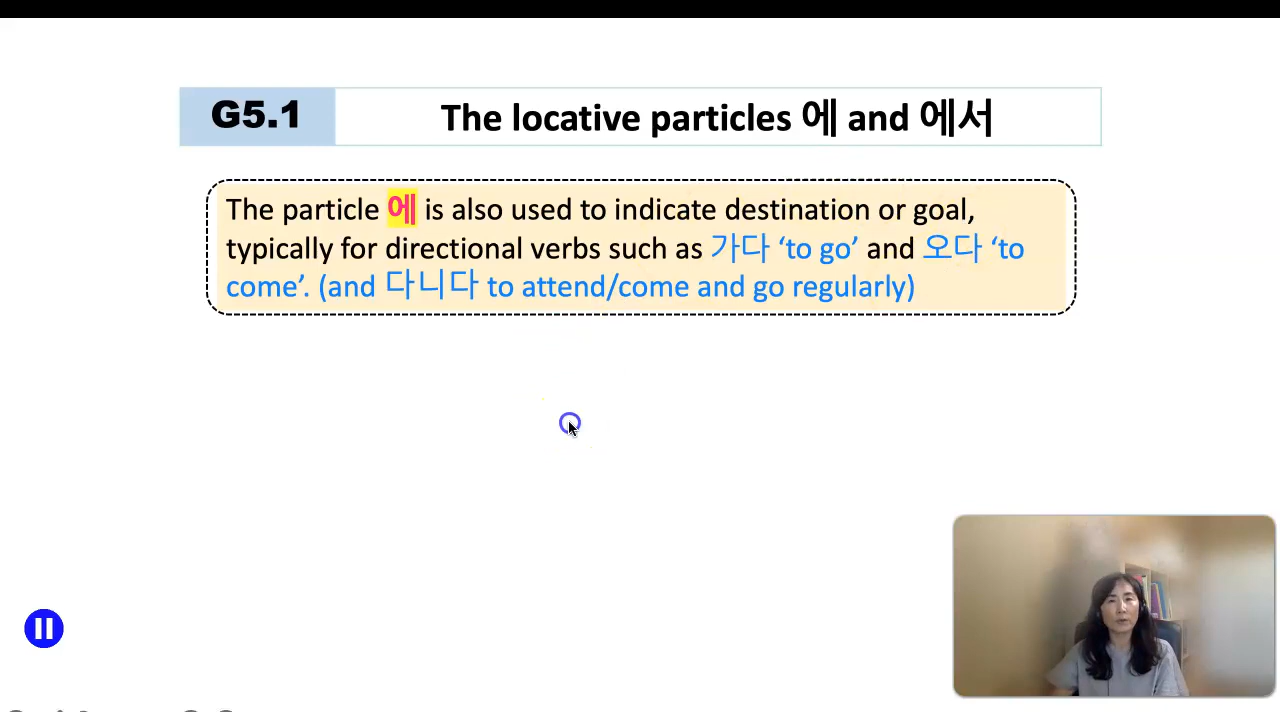 G5.1
The locative particles 에 and 에서
The particle 에 is also used to indicate destination or goal,
typically for directional verbs such as 가다 ‘to go’ and 오다 ‘to
come’. (and 다니다 to attend/come and go regularly)